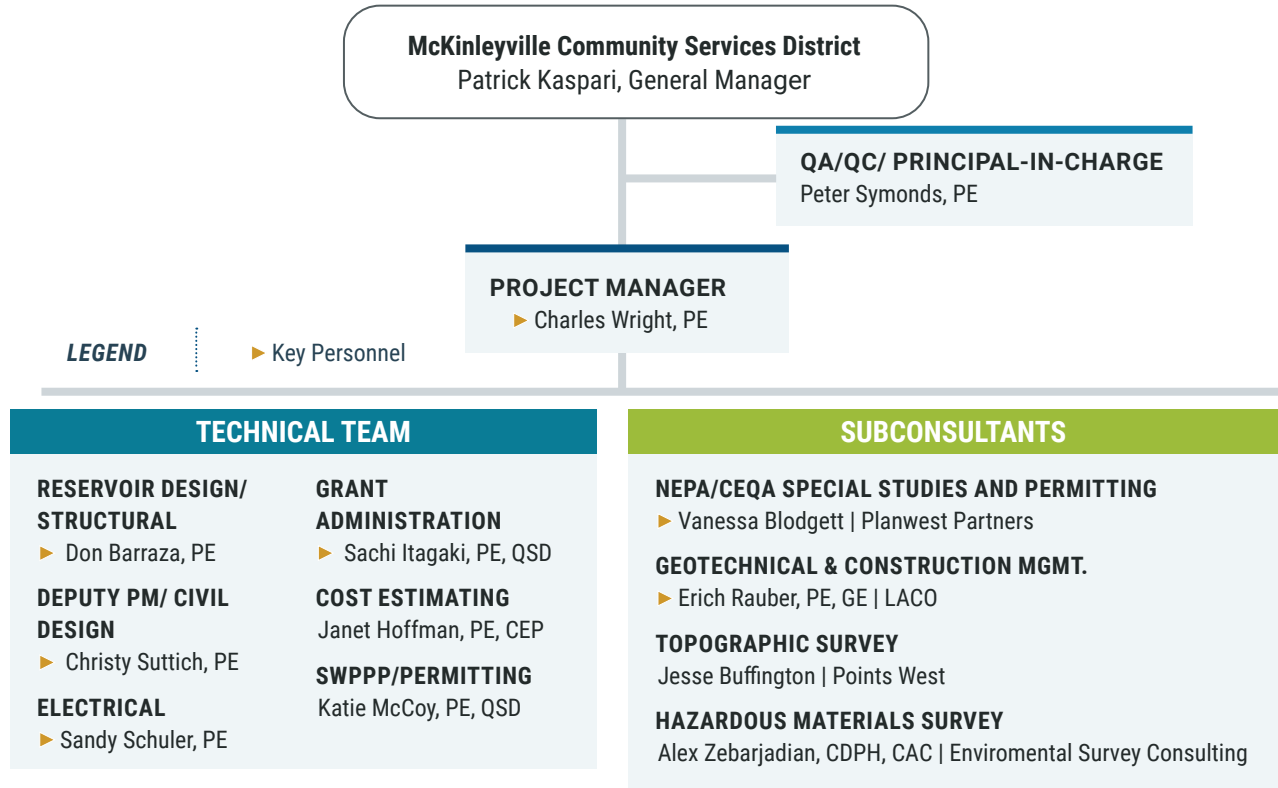 McKinleyville Community Services District
Patrick Kaspari, General Manager
QA/QC/ PRINCIPAL-IN-CHARGE
Peter Symonds, PE
PROJECT MANAGER
► Charles Wright, PE
LEGEND
► Key Personnel
TECHNICAL TEAM
RESERVOIR DESIGN/
STRUCTURAL
► Don Barraza, PE
DEPUTY PM/ CIVIL
DESIGN
► Christy Suttich, PE
ELECTRICAL
► Sandy Schuler, PE
GRANT
ADMINISTRATION
► Sachi Itagaki, PE, QSD
COST ESTIMATING
Janet Hoffman, PE, CEP
SWPPP/PERMITTING
Katie McCoy, PE, QSD
SUBCONSULTANTS
NEPA/CEQA SPECIAL STUDIES AND PERMITTING
► Vanessa Blodgett | Planwest Partners
GEOTECHNICAL & CONSTRUCTION MGMT.
► Erich Rauber, PE, GE | LACO
TOPOGRAPHIC SURVEY
Jesse Buffington | Points West
HAZARDOUS MATERIALS SURVEY
Alex Zebarjadian, CDPH, CAC | Enviromental Survey Consulting